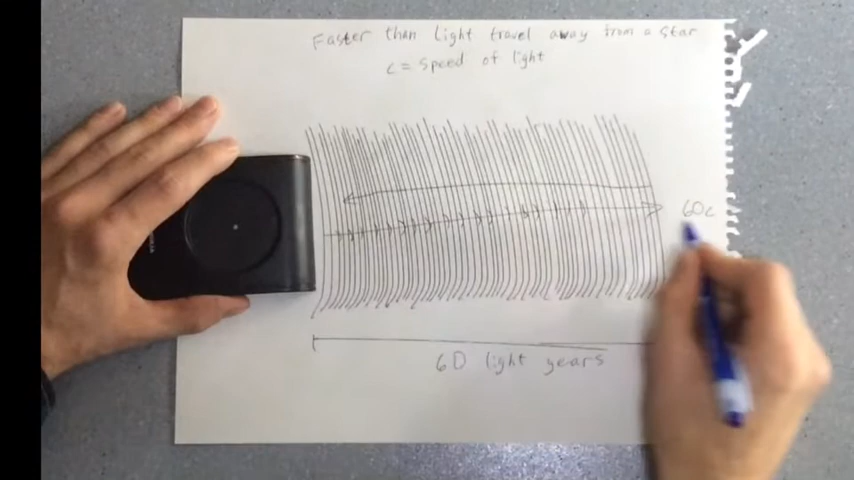 Faster than Light travel away from a star
c = speed of light
60c
60 light years